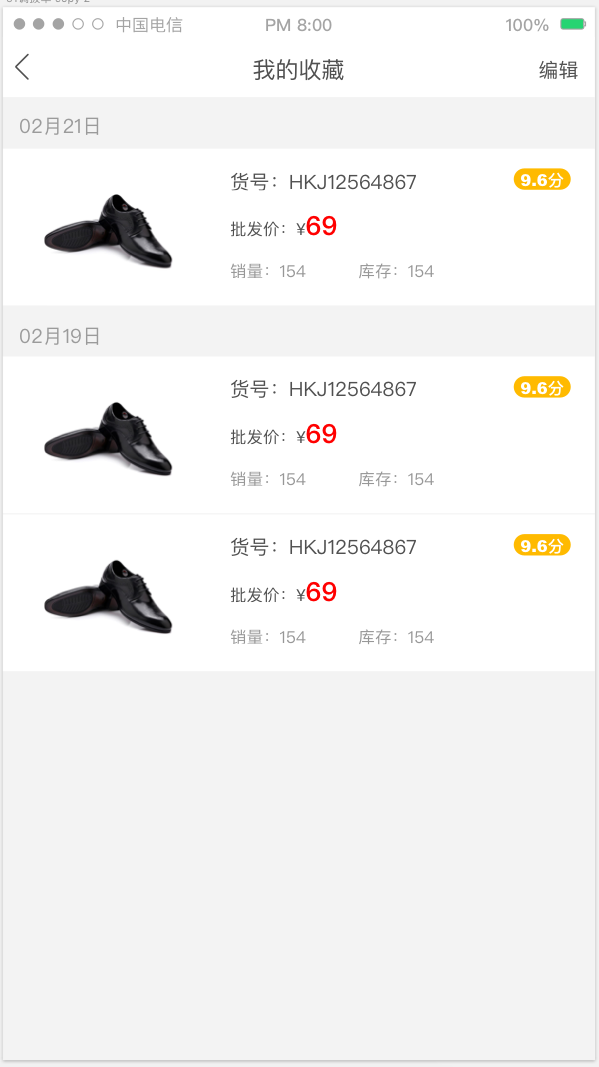 中国电信 PM 8:00 100%
我的收藏 编辑
02月21日
货号：HKJ12564867 9.6分
批发价：¥69
销量：154 库存：154
02月19日
货号：HKJ12564867 9.6分
批发价：¥69
销量：154 库存：154
货号：HKJ12564867 9.6分
批发价：¥69
销量：154 库存：154